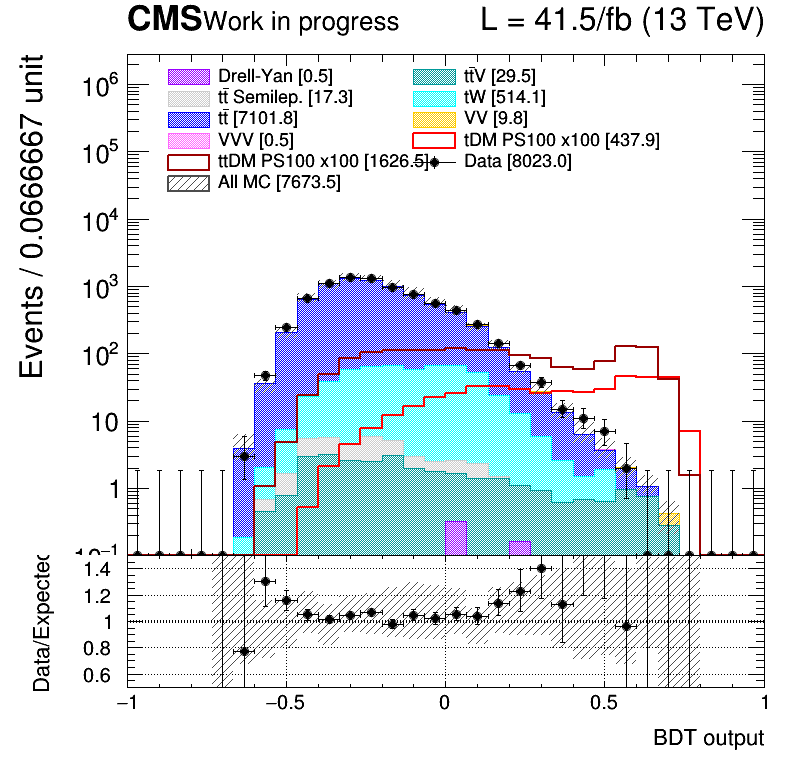 CMS Work in progress L = 41.5/fb (13 TeV)
Events / 0.0666667 unit
10⁶
10⁵
10⁴
10³
10²
10
1
10⁻¹
Drell-Yan [0.5] tt̄V [29.5]
tt̄ Semilep. [17.3] tW [514.1]
tt̄ [7101.8] VV [9.8]
VVV [0.5] tDM PS100 x100 [437.9]
ttDM PS100 x100 [1626.5] Data [8023.0]
All MC [7673.5]
Data/Expected
1.4
1.2
1
0.8
0.6
−1 −0.5 0 0.5 1
BDT output